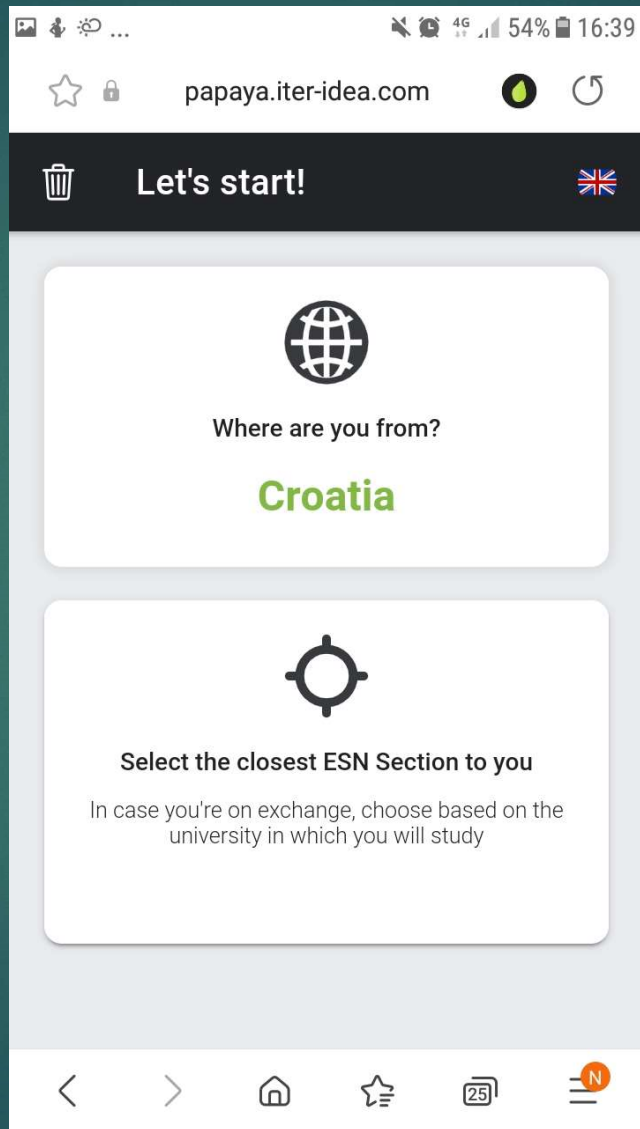 ... 4G 54% 16:39
papaya.iter-idea.com
Let's start!
Where are you from?
Croatia
Select the closest ESN Section to you
In case you're on exchange, choose based on the
university in which you will study
25 N